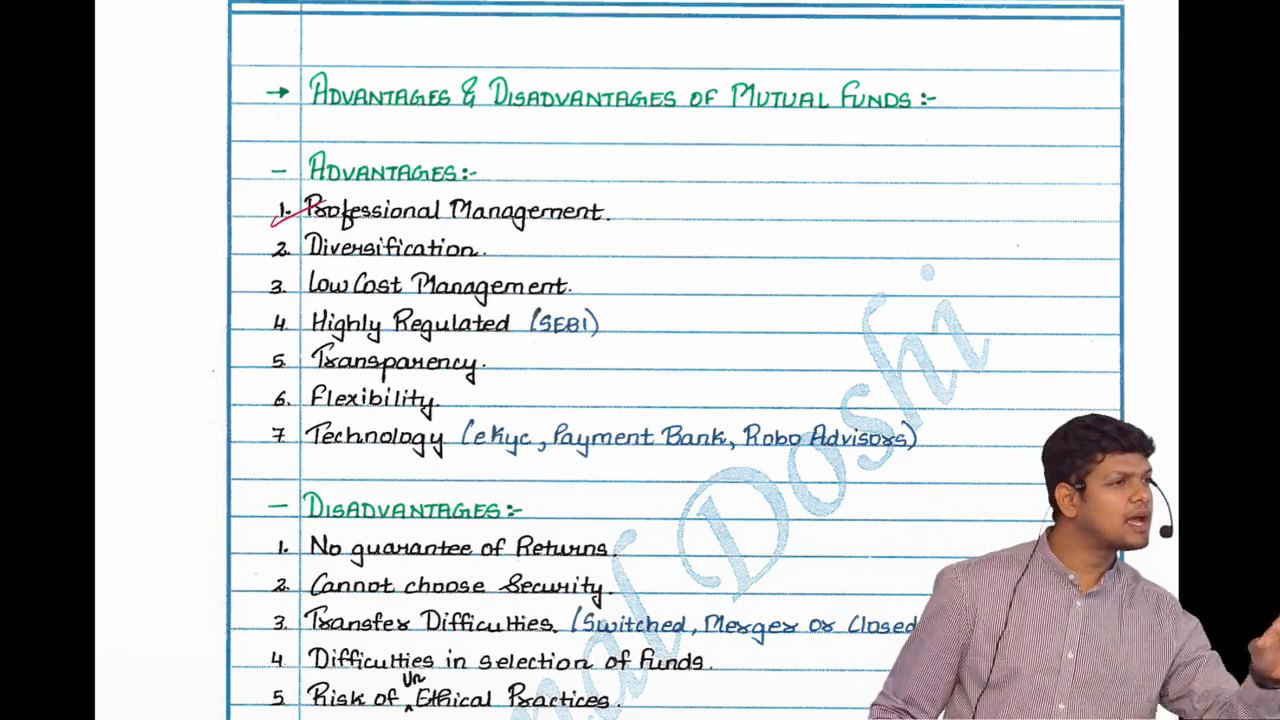 → ADVANTAGES & DISADVANTAGES OF MUTUAL FUNDS :-
- ADVANTAGES:-
1. Professional Management.
2. Diversification.
3. Low Cost Management.
4. Highly Regulated (SEBI)
5. Transparency.
6. Flexibility.
7. Technology (eKyc, Payment Bank, Robo Advisors)
- DISADVANTAGES:-
1. No guarantee of Returns.
2. Cannot choose Security.
3. Transfer Difficulties. (Switched, Merger or Closed
4. Difficulties in selection of funds.
5. Risk of UnEthical Practices.
Doshi